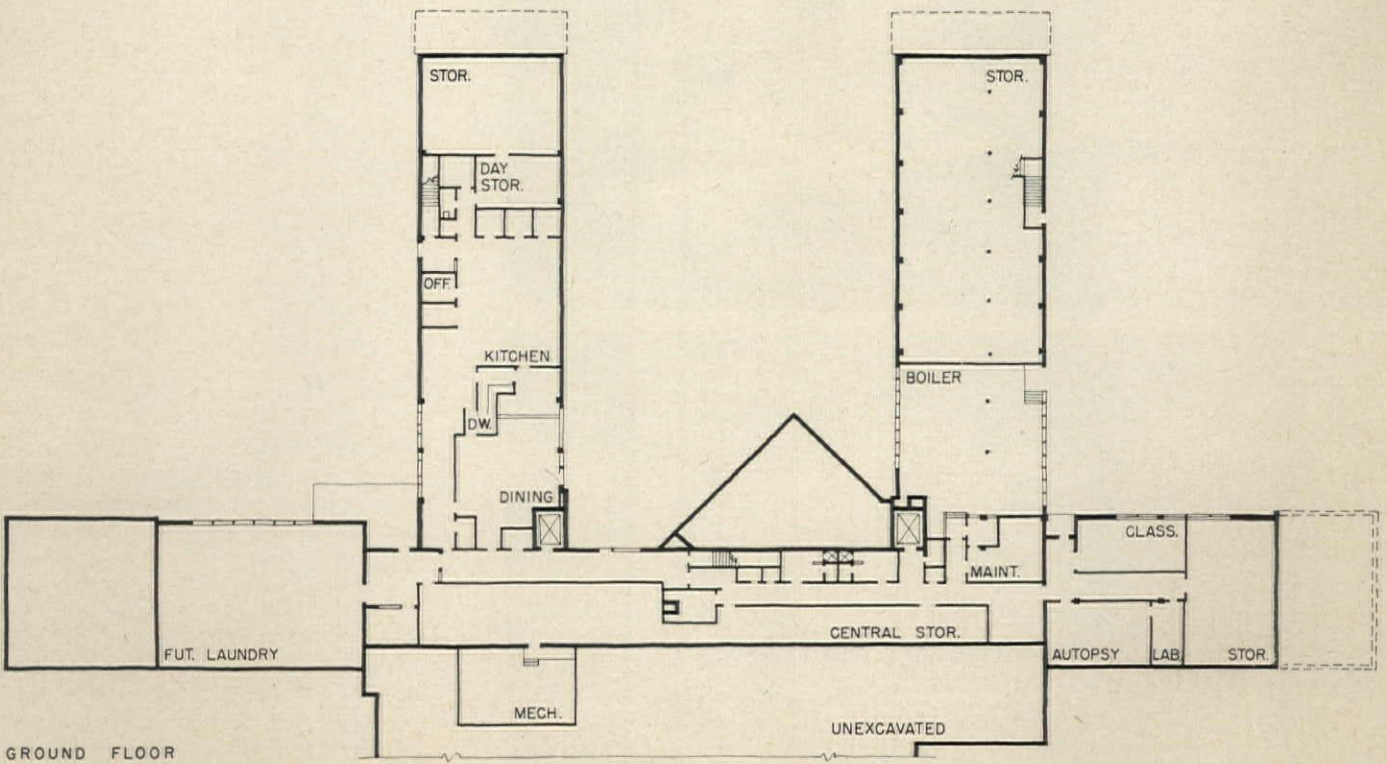 STOR.
STOR.
DAY
STOR.
OFF.
KITCHEN
BOILER
DW.
DINING
CLASS.
MAINT.
CENTRAL STOR.
FUT. LAUNDRY
AUTOPSY
LAB.
STOR.
MECH.
UNEXCAVATED
GROUND FLOOR